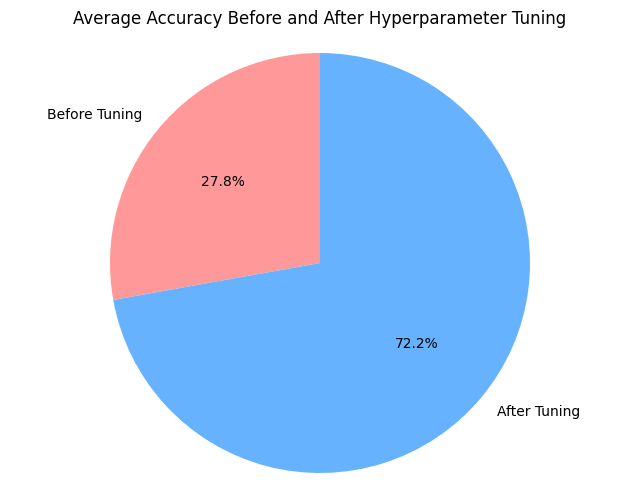 Average Accuracy Before and After Hyperparameter Tuning
Before Tuning
27.8%
72.2%
After Tuning